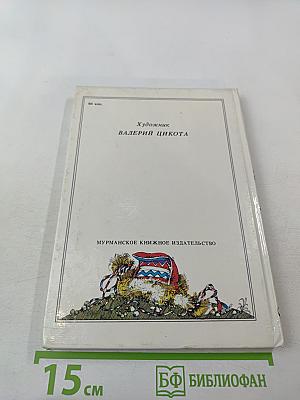 Художник
ВАЛЕРИЙ ЦИКОТА
МУРМАНСКОЕ КНИЖНОЕ ИЗДАТЕЛЬСТВО
15 см
БФ БИБЛИОФАН